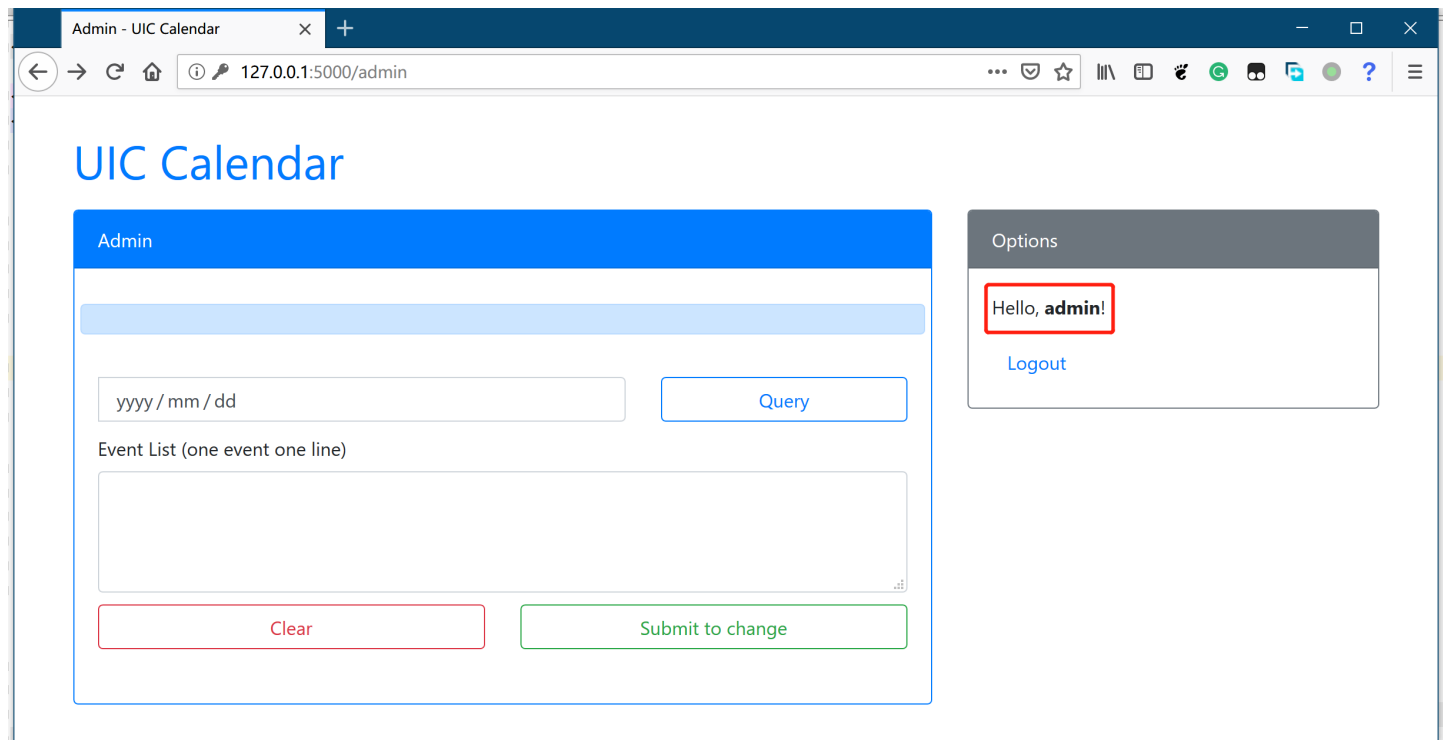 Admin - UIC Calendar
127.0.0.1:5000/admin
UIC Calendar
Admin
Options
Hello, admin!
Logout
yyyy / mm / dd
Query
Event List (one event one line)
Clear
Submit to change